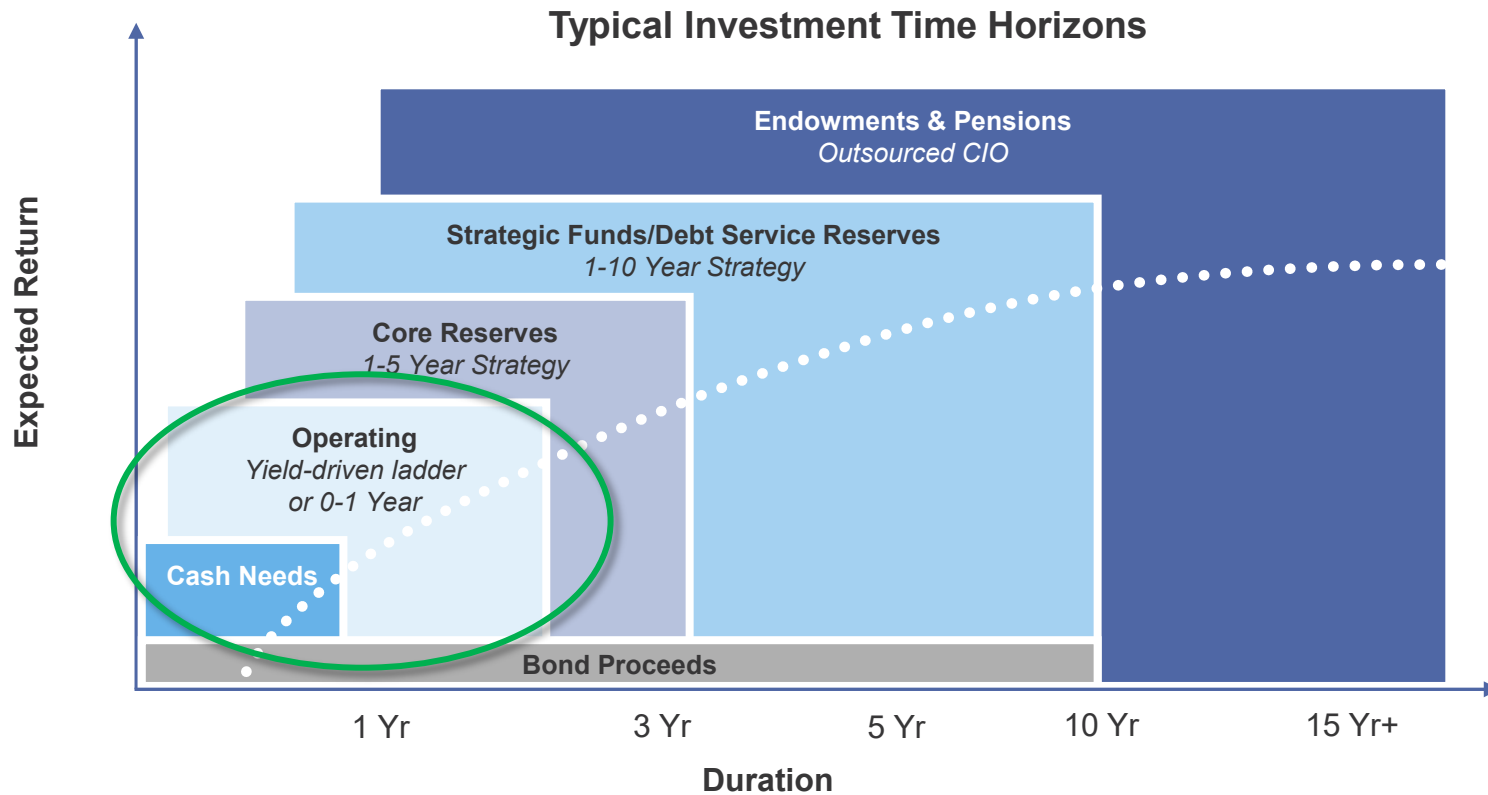 Typical Investment Time Horizons
Expected Return
Endowments & Pensions
Outsourced CIO
Strategic Funds/Debt Service Reserves
1-10 Year Strategy
Core Reserves
1-5 Year Strategy
Operating
Yield-driven ladder
or 0-1 Year
Cash Needs
Bond Proceeds
1 Yr
3 Yr
5 Yr
10 Yr
15 Yr+
Duration